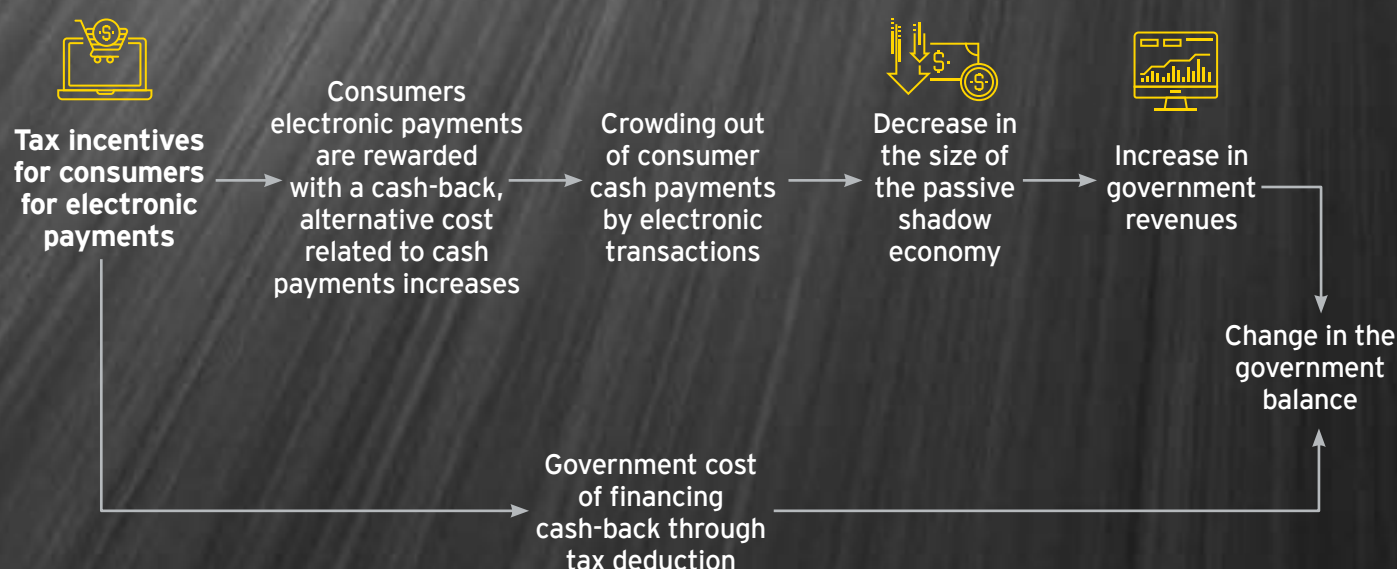 Tax incentives
for consumers
for electronic
payments
Consumers
electronic payments
are rewarded
with a cash-back,
alternative cost
related to cash
payments increases
Crowding out
of consumer
cash payments
by electronic
transactions
Decrease in
the size of
the passive
shadow
economy
Increase in
government
revenues
Change in the
government
balance
Government cost
of financing
cash-back through
tax deduction